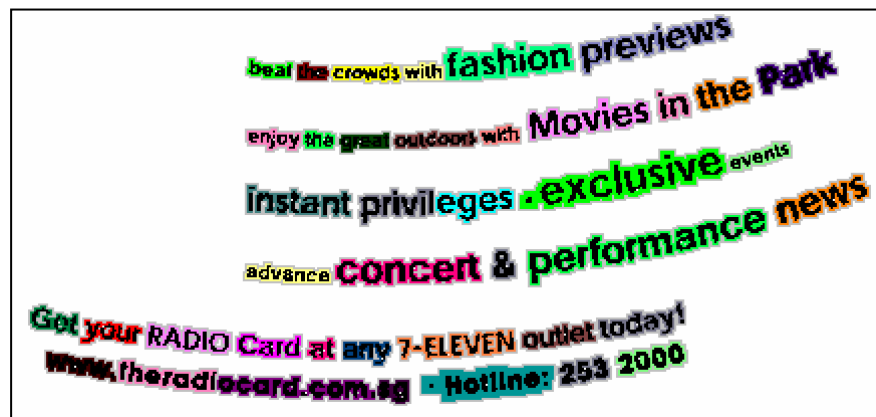 beat the crowds with fashion previews
enjoy the great outdoors with Movies in the Park
instant privileges . exclusive events
advance concert & performance news
Get your RADIO Card at any 7-ELEVEN outlet today!
www.theradiocard.com.sg . Hotline: 253 2000